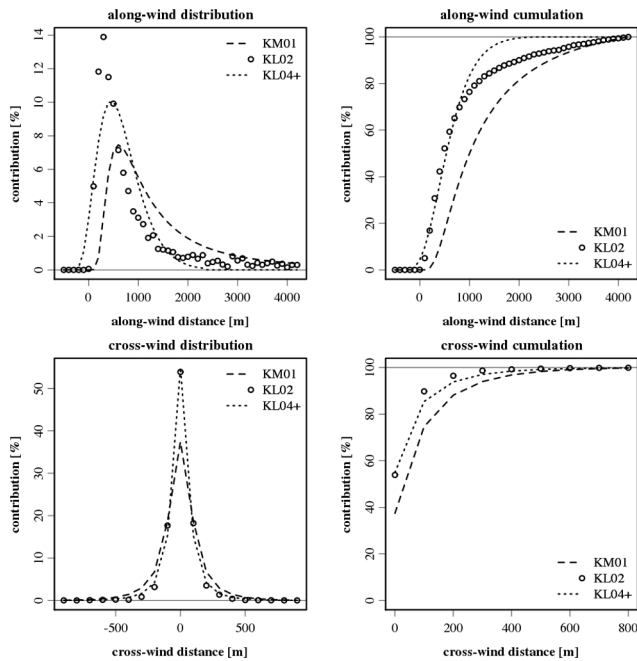 along-wind distribution
contribution [%]
14
12
10
8
6
4
2
0
KM01
KL02
KL04+
0
1000
2000
3000
4000
along-wind distance [m]
along-wind cumulation
contribution [%]
100
80
60
40
20
0
KM01
KL02
KL04+
0
1000
2000
3000
4000
along-wind distance [m]
cross-wind distribution
contribution [%]
50
40
30
20
10
0
KM01
KL02
KL04+
-500
0
500
cross-wind distance [m]
cross-wind cumulation
contribution [%]
100
80
60
40
20
0
KM01
KL02
KL04+
0
200
400
600
800
cross-wind distance [m]